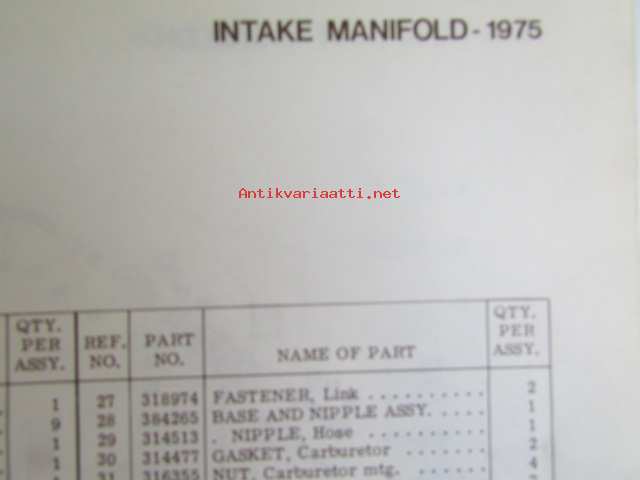 INTAKE MANIFOLD - 1975
Antikvariaatti.net
QTY. PER ASSY. REF. NO. PART NO. NAME OF PART QTY. PER ASSY.
1 27 318974 FASTENER, Link . . . . . . . . . . 2
9 28 384265 BASE AND NIPPLE ASSY. . . . . 1
1 29 314513 . NIPPLE, Hose . . . . . . . . . . 1
1 30 314477 GASKET, Carburetor . . . . . . . 2
31 316355 NUT, Carburetor mtg. . . . . . . . 4